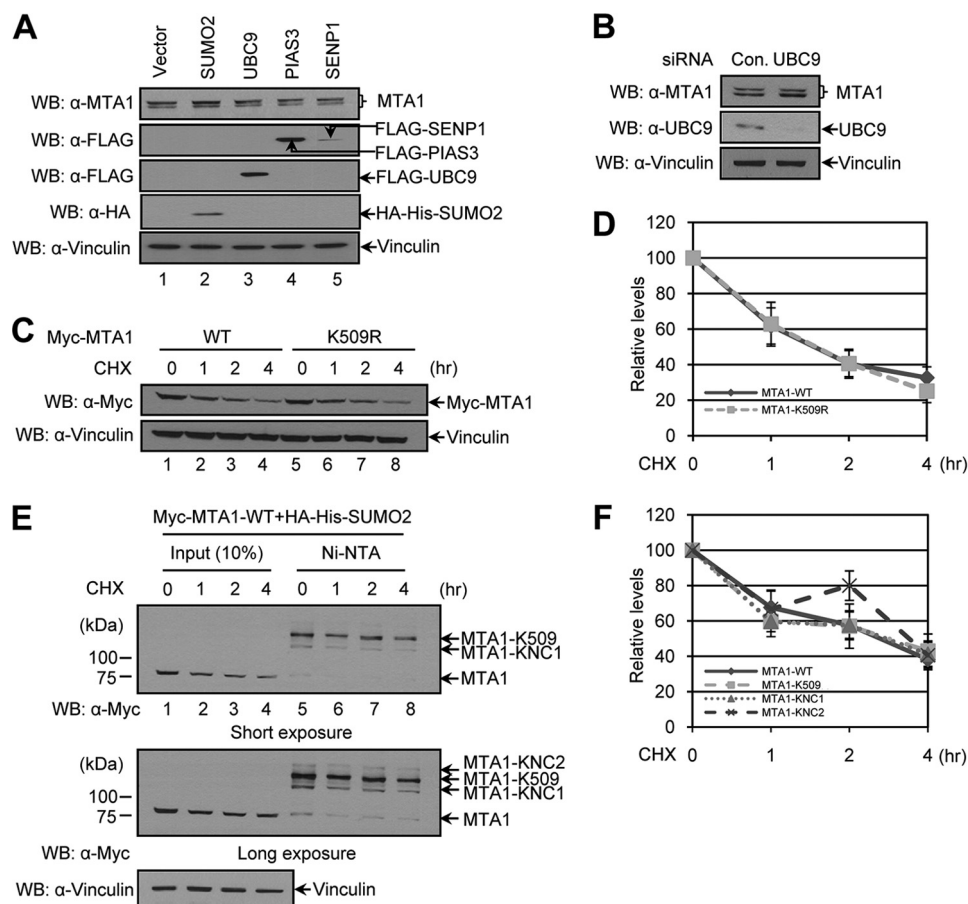 A
Vector
SUMO2
UBC9
PIAS3
SENP1
WB: α-MTA1
MTA1
WB: α-FLAG
FLAG-SENP1
FLAG-PIAS3
WB: α-FLAG
FLAG-UBC9
WB: α-HA
HA-His-SUMO2
WB: α-Vinculin
Vinculin
1 2 3 4 5
B
siRNA Con. UBC9
WB: α-MTA1
MTA1
WB: α-UBC9
UBC9
WB: α-Vinculin
Vinculin
C
Myc-MTA1 WT K509R
CHX 0 1 2 4 0 1 2 4 (hr)
WB: α-Myc
Myc-MTA1
WB: α-Vinculin
Vinculin
1 2 3 4 5 6 7 8
D
Relative levels
120
100
80
60
40
20
0
MTA1-WT
MTA1-K509R
CHX 0 1 2 4 (hr)
E
Myc-MTA1-WT+HA-His-SUMO2
Input (10%) Ni-NTA
CHX 0 1 2 4 0 1 2 4 (hr)
(kDa)
100
75
MTA1-K509
MTA1-KNC1
MTA1
WB: α-Myc 1 2 3 4 5 6 7 8
Short exposure
(kDa)
100
75
MTA1-KNC2
MTA1-K509
MTA1-KNC1
MTA1
WB: α-Myc Long exposure
WB: α-Vinculin
Vinculin
F
Relative levels
120
100
80
60
40
20
0
MTA1-WT
MTA1-K509
MTA1-KNC1
MTA1-KNC2
CHX 0 1 2 4 (hr)